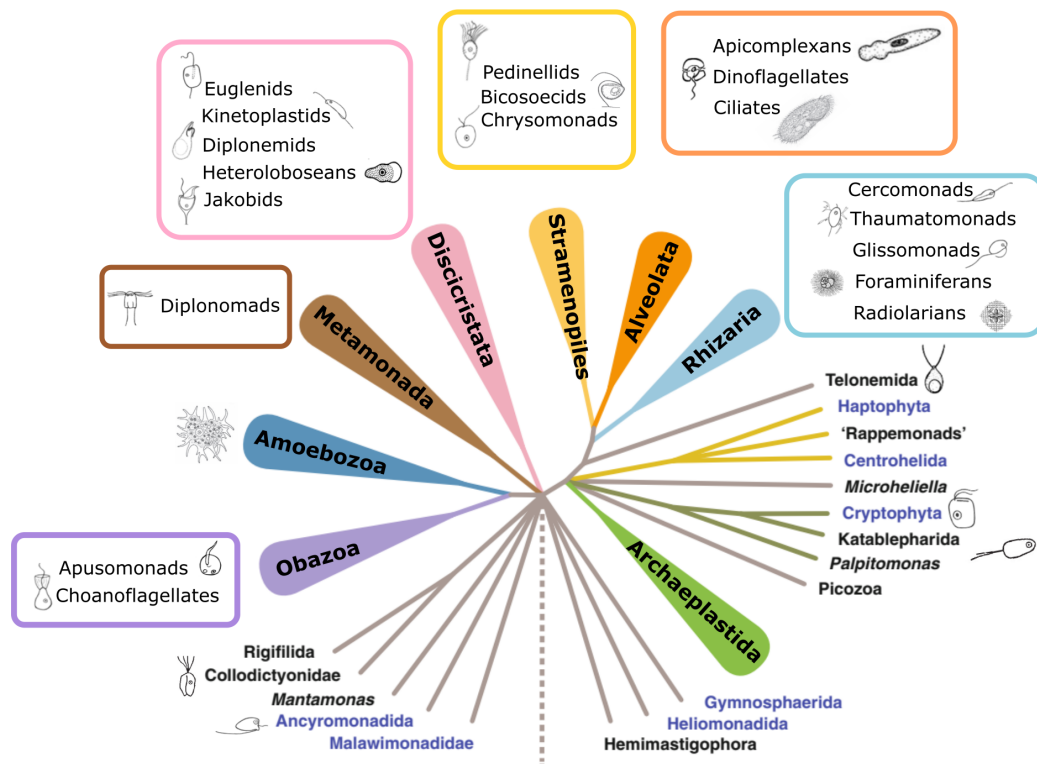 Euglenids
Kinetoplastids
Diplonemids
Heteroloboseans
Jakobids
Pedinellids
Bicosoecids
Chrysomonads
Apicomplexans
Dinoflagellates
Ciliates
Cercomonads
Thaumatomonads
Glissomonads
Foraminiferans
Radiolarians
Diplonomads
Apusomonads
Choanoflagellates
Obazoa
Amoebozoa
Metamonada
Discicristata
Stramenopiles
Alveolata
Rhizaria
Telonemida
Haptophyta
‘Rappemonads’
Centrohelida
Microheliella
Cryptophyta
Katablepharida
Palpitomonas
Picozoa
Archaeplastida
Gymnosphaerida
Heliomonadida
Hemimastigophora
Rigifilida
Collodictyonidae
Mantamonas
Ancyromonadida
Malawimonadidae